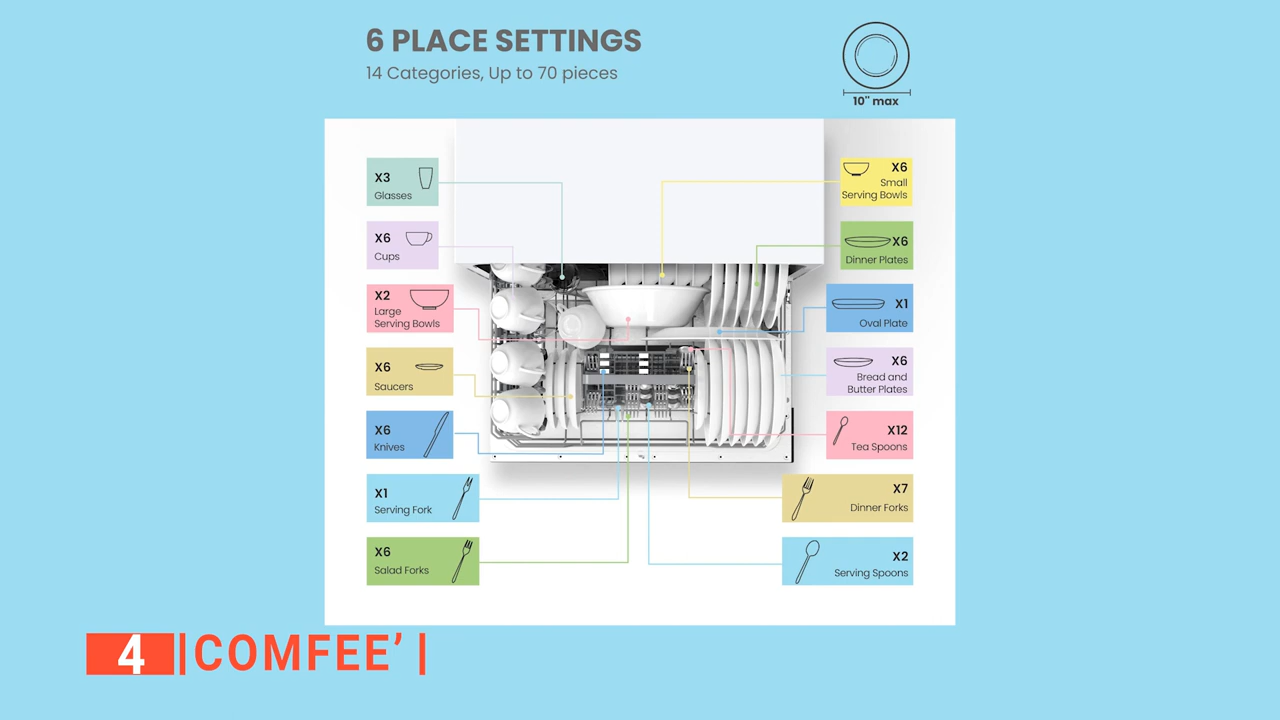 6 PLACE SETTINGS
14 Categories, Up to 70 pieces
10" max
X3
Glasses
X6
Cups
X2
Large
Serving Bowls
X6
Saucers
X6
Knives
X1
Serving Fork
X6
Salad Forks
X6
Small
Serving Bowls
X6
Dinner Plates
X1
Oval Plate
X6
Bread and
Butter Plates
X12
Tea Spoons
X7
Dinner Forks
X2
Serving Spoons
4 |COMFEE’|